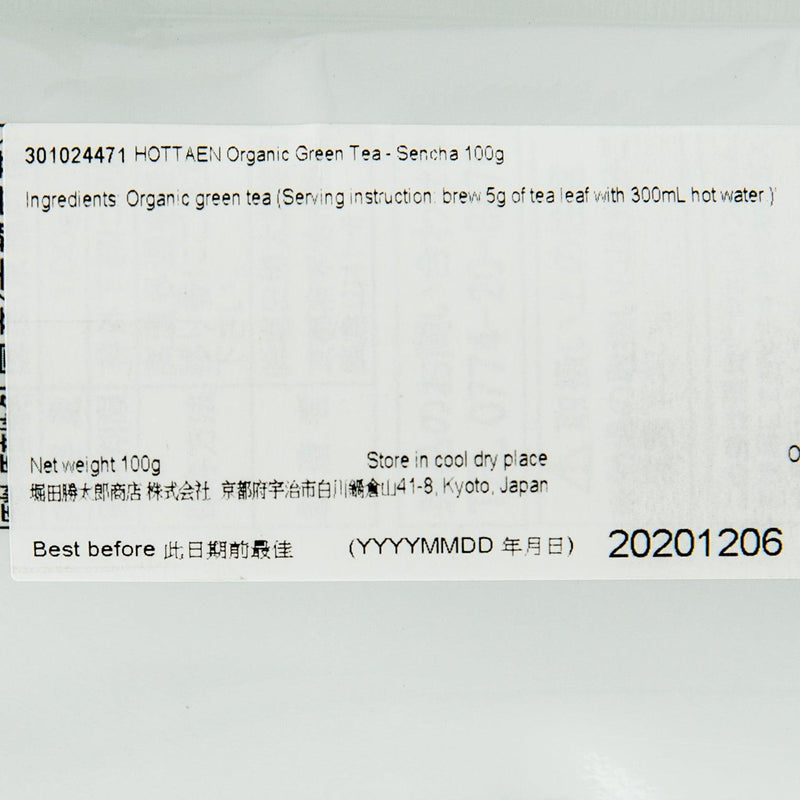 301024471 HOTTAEN Organic Green Tea - Sencha 100g
Ingredients: Organic green tea (Serving instruction: brew 5g of tea leaf with 300mL hot water.)
Net weight 100g Store in cool dry place
堀田勝太郎商店 株式会社 京都府宇治市白川鍋倉山41-8, Kyoto, Japan
Best before 此日期前最佳 (YYYYMMDD 年月日) 20201206